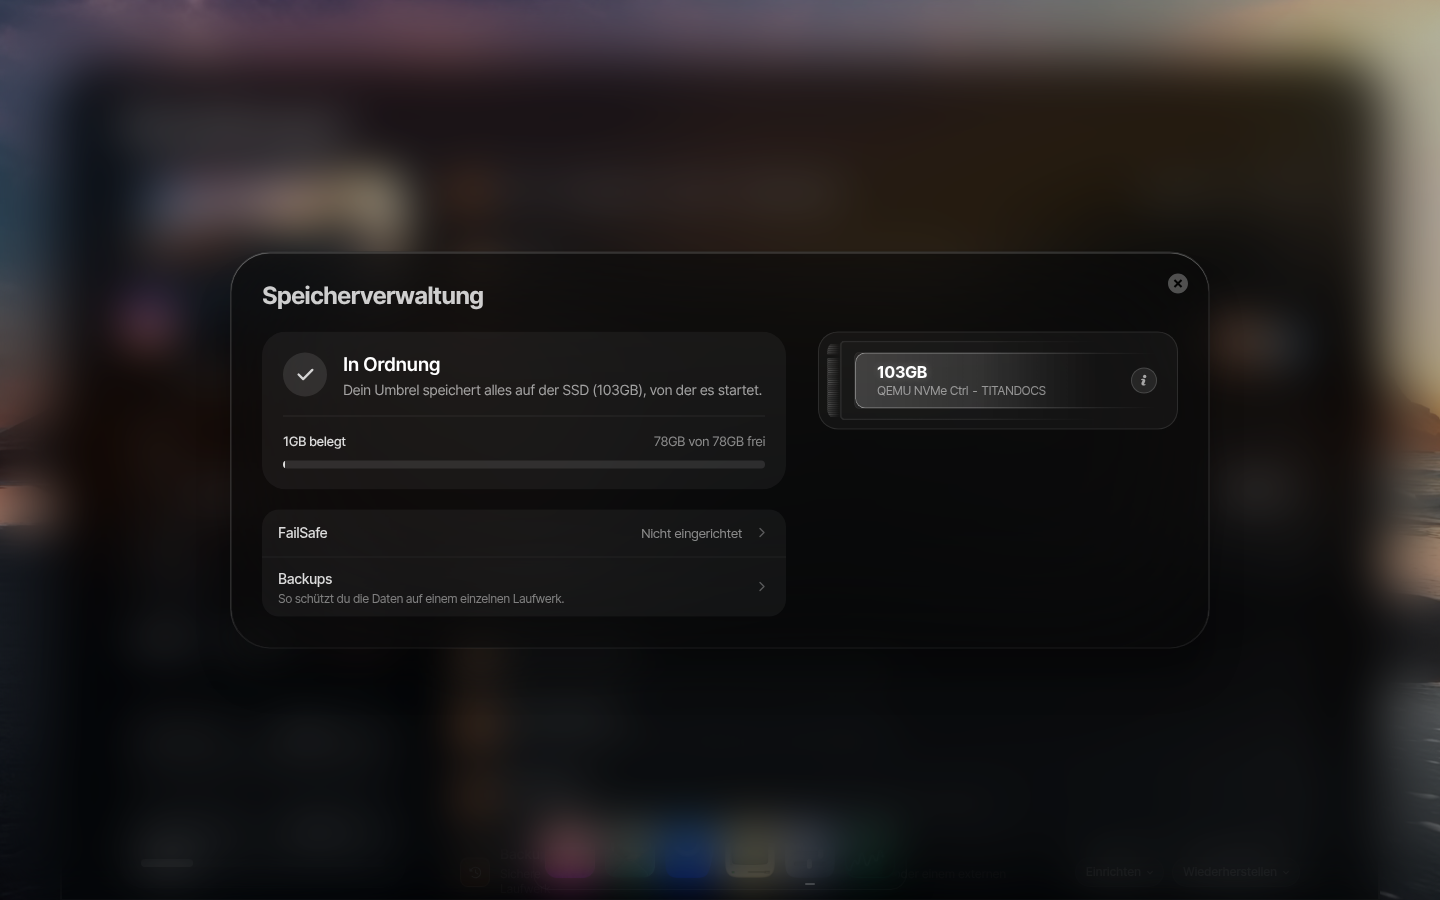 Speicherverwaltung
In Ordnung
Dein Umbrel speichert alles auf der SSD (103GB), von der es startet.
1GB belegt
78GB von 78GB frei
FailSafe
Nicht eingerichtet
Backups
So schützt du die Daten auf einem einzelnen Laufwerk.
103GB
QEMU NVMe Ctrl - TITANDOCS
Einrichten
Wiederherstellen